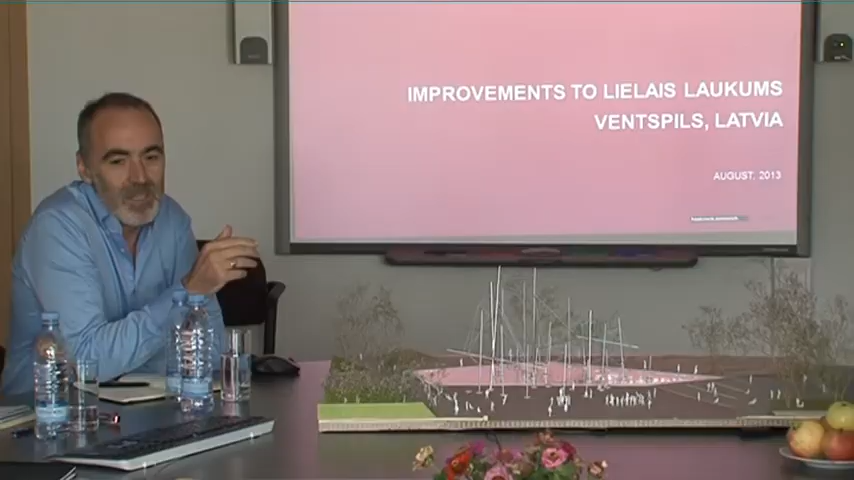 IMPROVEMENTS TO LIELAIS LAUKUMS
VENTSPILS, LATVIA
AUGUST. 2013